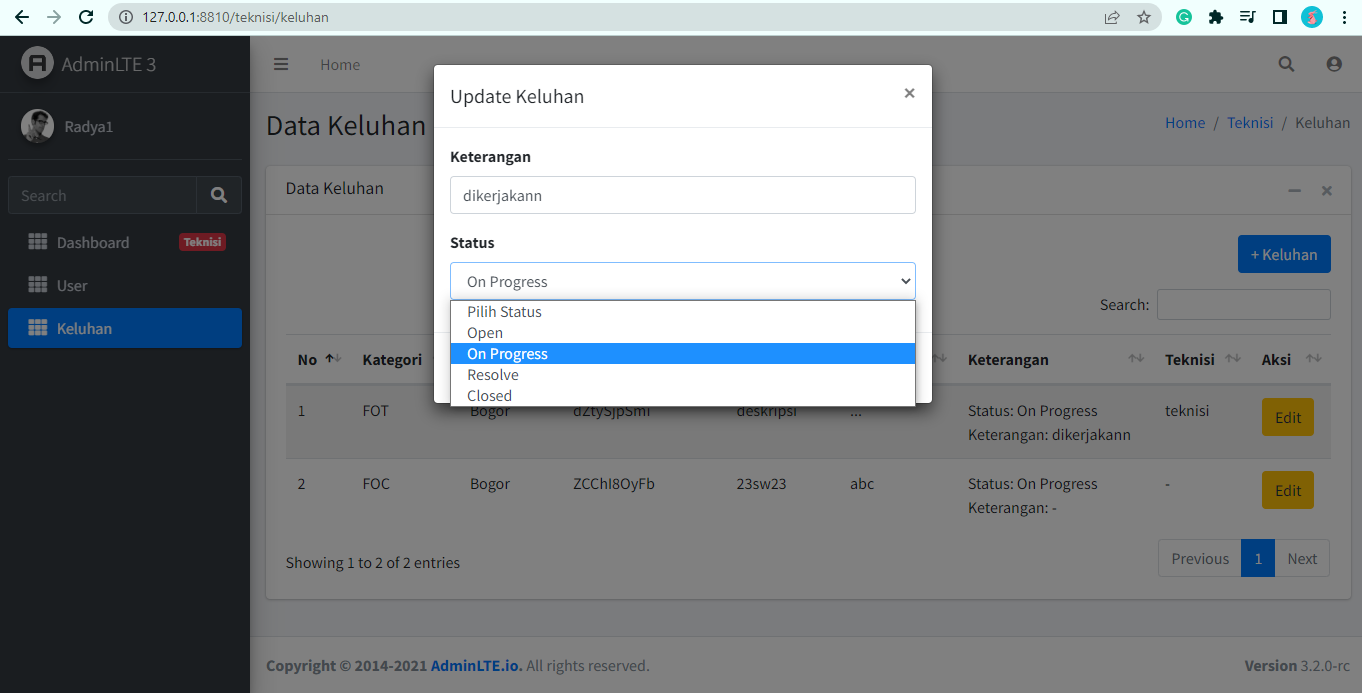 127.0.0.1:8810/teknisi/keluhan
AdminLTE 3
Home
Radya1
Search
Dashboard Teknisi
User
Keluhan
Data Keluhan
Home / Teknisi / Keluhan
Data Keluhan
+ Keluhan
Search:
Update Keluhan
×
Keterangan
dikerjakann
Status
On Progress
Pilih Status
Open
On Progress
Resolve
Closed
No Kategori Keterangan Teknisi Aksi
1 FOT Bogor deskripsi ... Status: On Progress teknisi Edit
Keterangan: dikerjakann
2 FOC Bogor ZCChI8OyFb 23sw23 abc Status: On Progress - Edit
Keterangan: -
Showing 1 to 2 of 2 entries
Previous 1 Next
Copyright © 2014-2021 AdminLTE.io. All rights reserved.
Version 3.2.0-rc